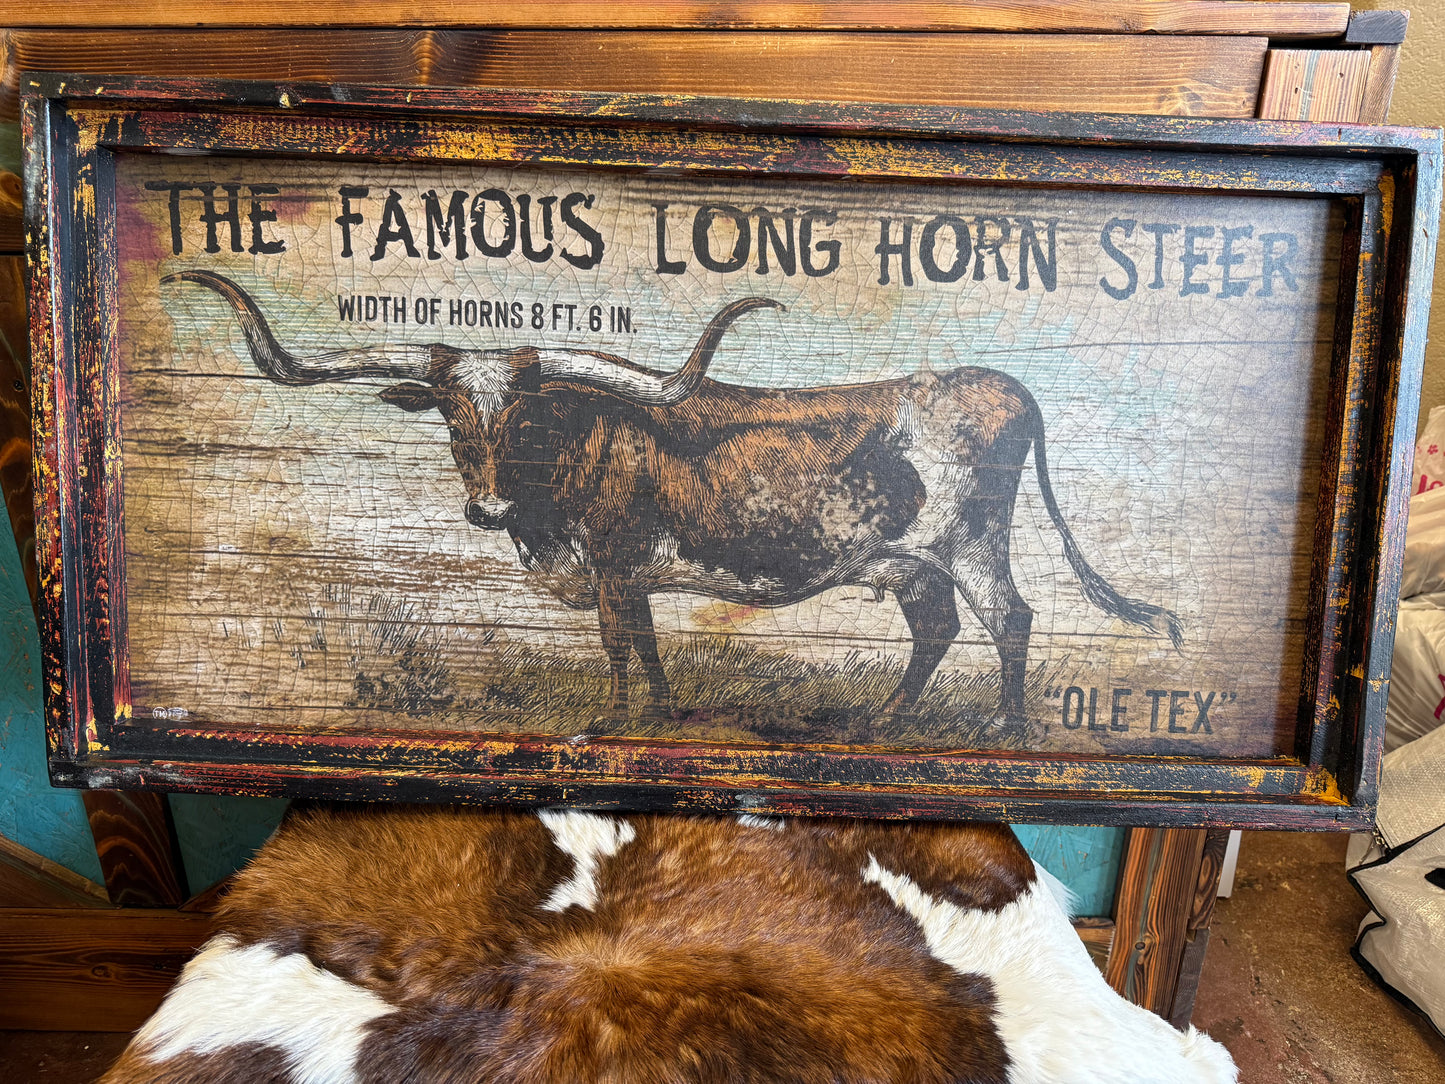 THE FAMOUS LONG HORN STEER
WIDTH OF HORNS 8 FT. 6 IN.
"OLE TEX"